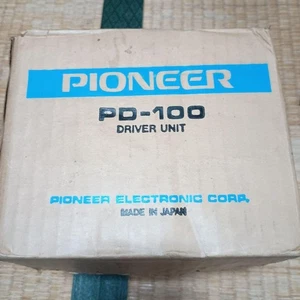 PIONEER
PD-100
DRIVER UNIT
PIONEER ELECTRONIC CORP.
MADE IN JAPAN